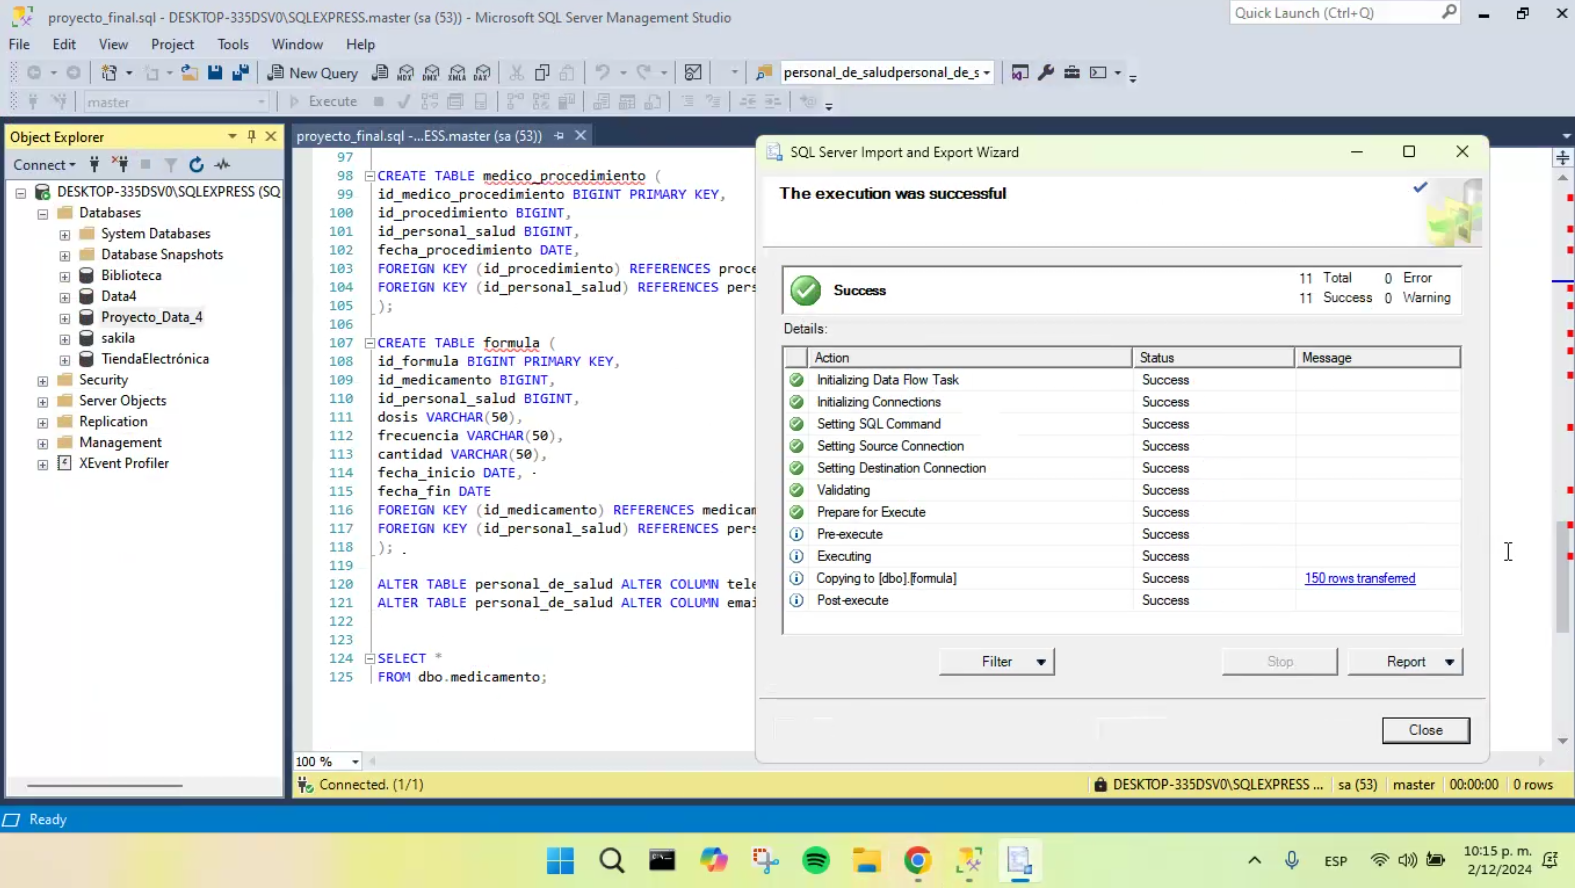 proyecto_final.sql - DESKTOP-335DSV0\SQLEXPRESS.master (sa (53)) - Microsoft SQL Server Management Studio
Quick Launch (Ctrl+Q)
File Edit View Project Tools Window Help
New Query
MDX DMX XMLA DAX
personal_de_saludpersonal_de_s
master
Execute
Object Explorer
Connect
DESKTOP-335DSV0\SQLEXPRESS (SQ
Databases
System Databases
Database Snapshots
Biblioteca
Data4
Proyecto_Data_4
sakila
TiendaElectrónica
Security
Server Objects
Replication
Management
XEvent Profiler
proyecto_final.sql -...ESS.master (sa (53))
97
98 CREATE TABLE medico_procedimiento (
99 id_medico_procedimiento BIGINT PRIMARY KEY,
100 id_procedimiento BIGINT,
101 id_personal_salud BIGINT,
102 fecha_procedimiento DATE,
103 FOREIGN KEY (id_procedimiento) REFERENCES proce
104 FOREIGN KEY (id_personal_salud) REFERENCES pers
105 );
106
107 CREATE TABLE formula (
108 id_formula BIGINT PRIMARY KEY,
109 id_medicamento BIGINT,
110 id_personal_salud BIGINT,
111 dosis VARCHAR(50),
112 frecuencia VARCHAR(50),
113 cantidad VARCHAR(50),
114 fecha_inicio DATE,
115 fecha_fin DATE
116 FOREIGN KEY (id_medicamento) REFERENCES medicam
117 FOREIGN KEY (id_personal_salud) REFERENCES pers
118 );
119
120 ALTER TABLE personal_de_salud ALTER COLUMN tele
121 ALTER TABLE personal_de_salud ALTER COLUMN emai
122
123
124 SELECT *
125 FROM dbo.medicamento;
100 %
SQL Server Import and Export Wizard
The execution was successful
Success
11 Total 0 Error
11 Success 0 Warning
Details:
Action Status Message
Initializing Data Flow Task Success
Initializing Connections Success
Setting SQL Command Success
Setting Source Connection Success
Setting Destination Connection Success
Validating Success
Prepare for Execute Success
Pre-execute Success
Executing Success
Copying to [dbo].[formula] Success 150 rows transferred
Post-execute Success
Filter Stop Report
Close
Connected. (1/1)
DESKTOP-335DSV0\SQLEXPRESS ... sa (53) master 00:00:00 0 rows
Ready
ESP
10:15 p. m.
2/12/2024